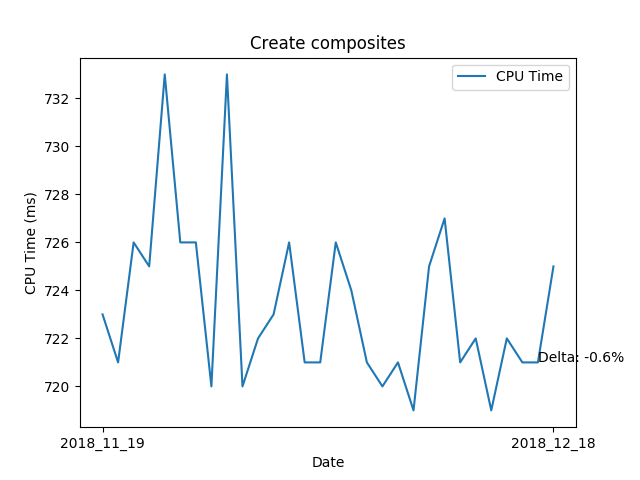 Create composites
CPU Time
732
730
728
726
724
722
720
CPU Time (ms)
Delta: -0.6%
2018_11_19
2018_12_18
Date